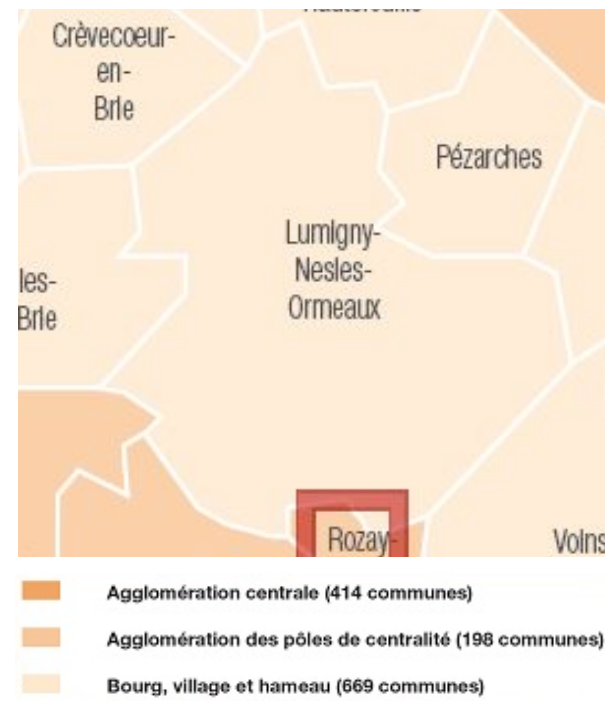 Crèvecoeur-
en-
Brie
Pézarches
Lumigny-
Nesles-
Ormeaux
les-
Brie
Rozay-
Voins
Agglomération centrale (414 communes)
Agglomération des pôles de centralité (198 communes)
Bourg, village et hameau (669 communes)